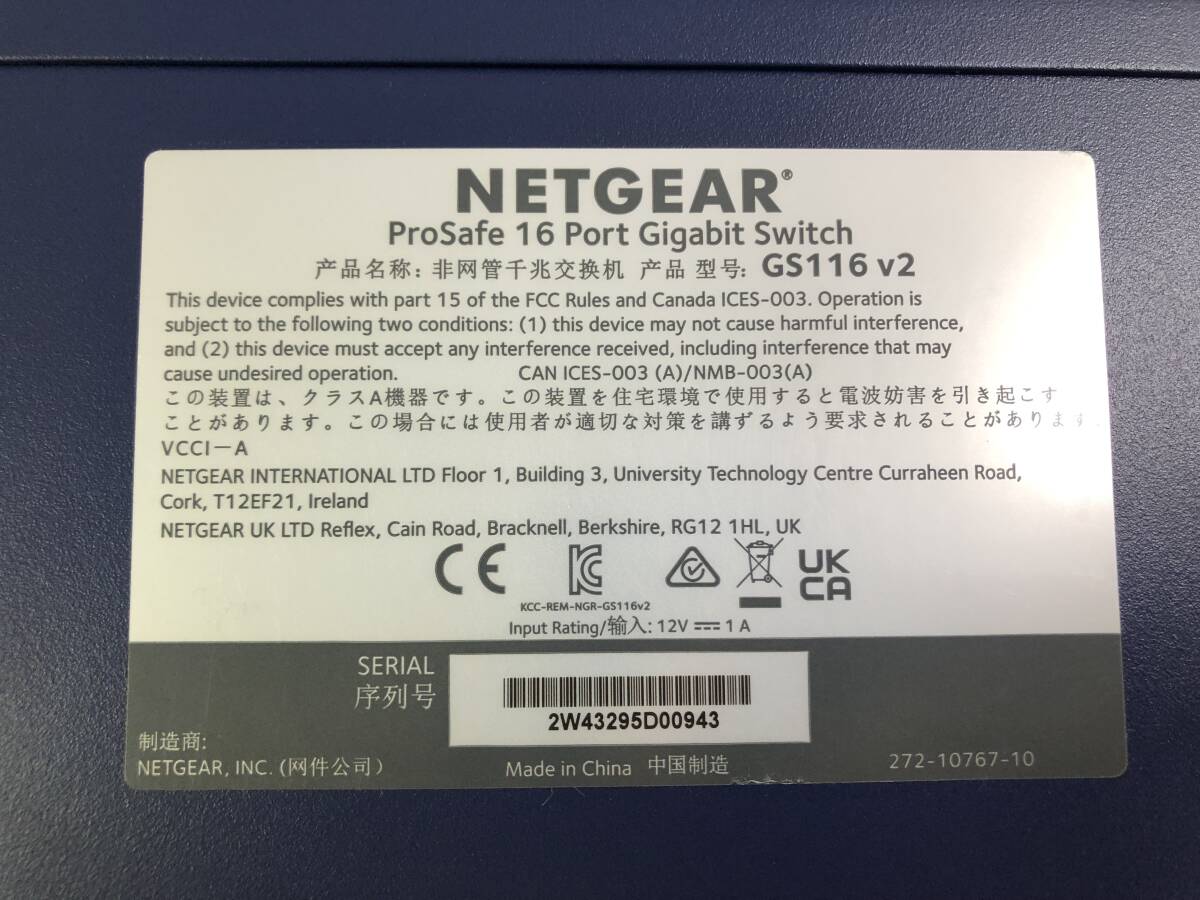 NETGEAR®
ProSafe 16 Port Gigabit Switch
产品名称: 非网管千兆交换机 产品 型号: GS116 v2
This device complies with part 15 of the FCC Rules and Canada ICES-003. Operation is
subject to the following two conditions: (1) this device may not cause harmful interference,
and (2) this device must accept any interference received, including interference that may
cause undesired operation. CAN ICES-003 (A)/NMB-003(A)
この装置は、クラスA機器です。この装置を住宅環境で使用すると電波妨害を引き起こす
ことがあります。この場合には使用者が適切な対策を講ずるよう要求されることがあります.
VCCI-A
NETGEAR INTERNATIONAL LTD Floor 1, Building 3, University Technology Centre Curraheen Road,
Cork, T12EF21, Ireland
NETGEAR UK LTD Reflex, Cain Road, Bracknell, Berkshire, RG12 1HL, UK
CE KC UK CA
KCC-REM-NGR-GS116v2
Input Rating/输入: 12V ⎓ 1 A
SERIAL
序列号
2W43295D00943
制造商:
NETGEAR, INC. (网件公司)
Made in China 中国制造
272-10767-10